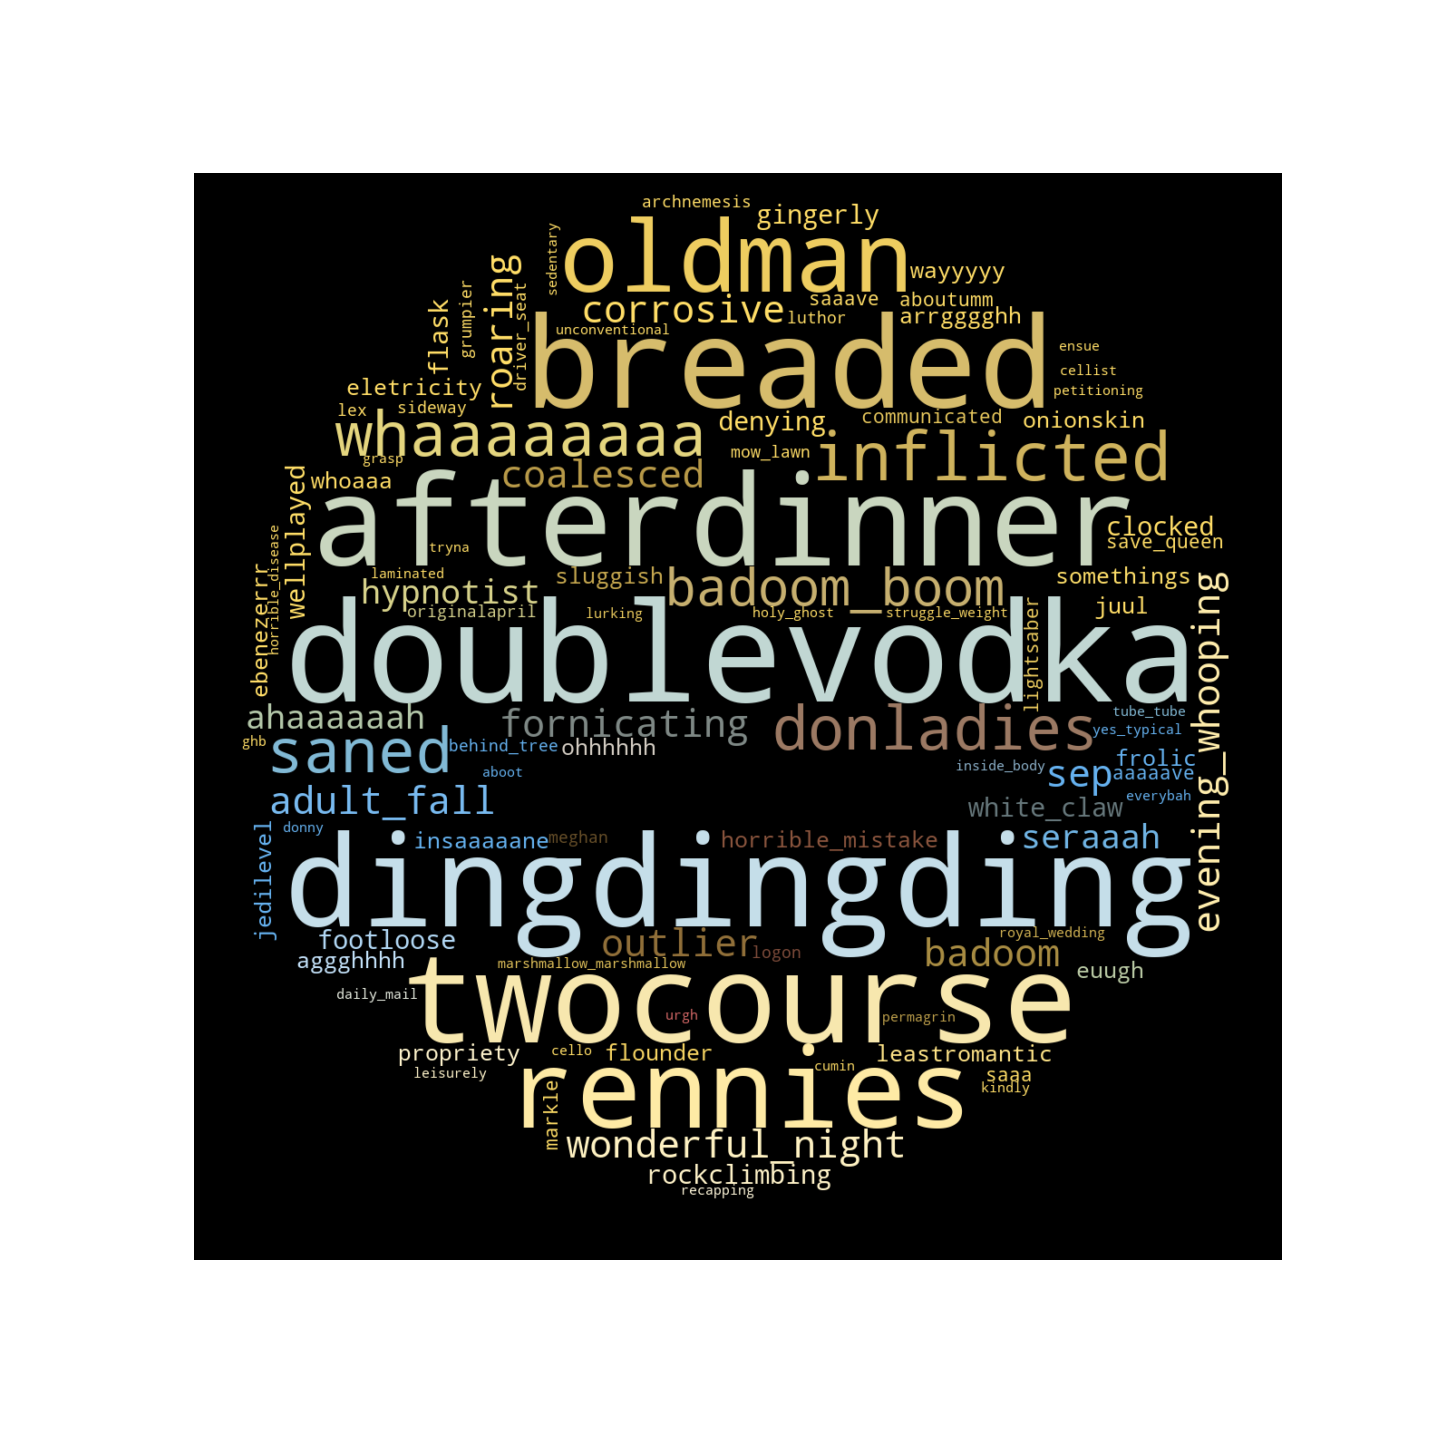 archnemesis
gingerly
sedentary
oldman
wayyyyy
roaring
driver_seat
grumpier
flask
corrosive
saaave
aboutumm
luthor
arrgggghh
unconventional
breaded
ensue
cellist
petitioning
eletricity
lex
sideway
whaaaaaaaa
denying
communicated
onionskin
grasp
mow_lawn
inflicted
whoaaa
coalesced
wellplayed
afterdinner
clocked
save_queen
tryna
horrible_disease
ebenezerrr
laminated
hypnotist
sluggish
badoom_boom
somethings
originalapril
lurking
holy_ghost
struggle_weight
juul
lightsaber
evening_whooping
doublevodka
ahaaaaaah
fornicating
donladies
tube_tube
yes_typical
ghb
saned
behind_tree
ohhhhhh
frolic
aboot
inside_body
sep
aaaaave
adult_fall
white_claw
everybah
jedilevel
donny
insaaaaane
meghan
horrible_mistake
seraaah
dingdingding
footloose
outlier
logon
royal_wedding
badoom
aggghhhh
marshmallow_marshmallow
euugh
daily_mail
twocourse
urgh
permagrin
propriety
cello
flounder
leastromantic
leisurely
cumin
saaa
kindly
markle
rennies
wonderful_night
rockclimbing
recapping